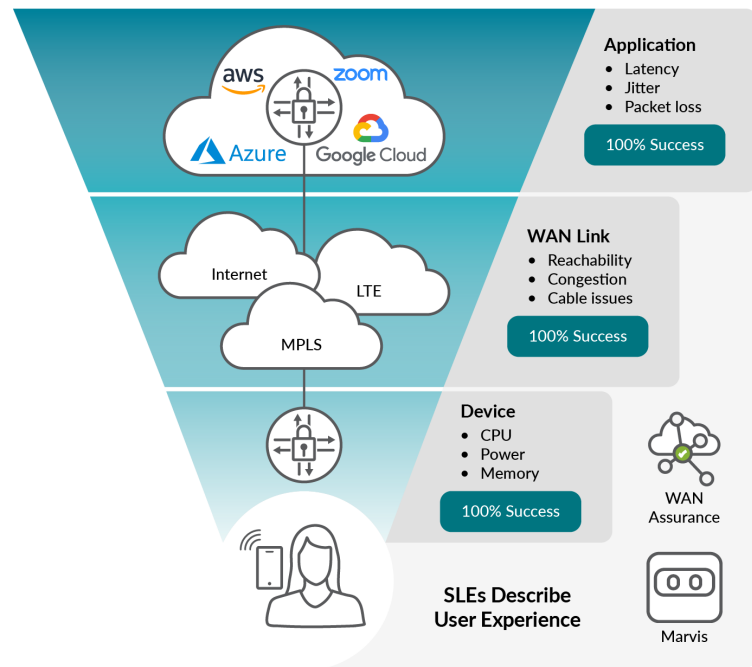 aws
zoom
Azure
Google Cloud
Application
• Latency
• Jitter
• Packet loss
100% Success
Internet
LTE
MPLS
WAN Link
• Reachability
• Congestion
• Cable issues
100% Success
Device
• CPU
• Power
• Memory
100% Success
WAN
Assurance
SLEs Describe
User Experience
Marvis